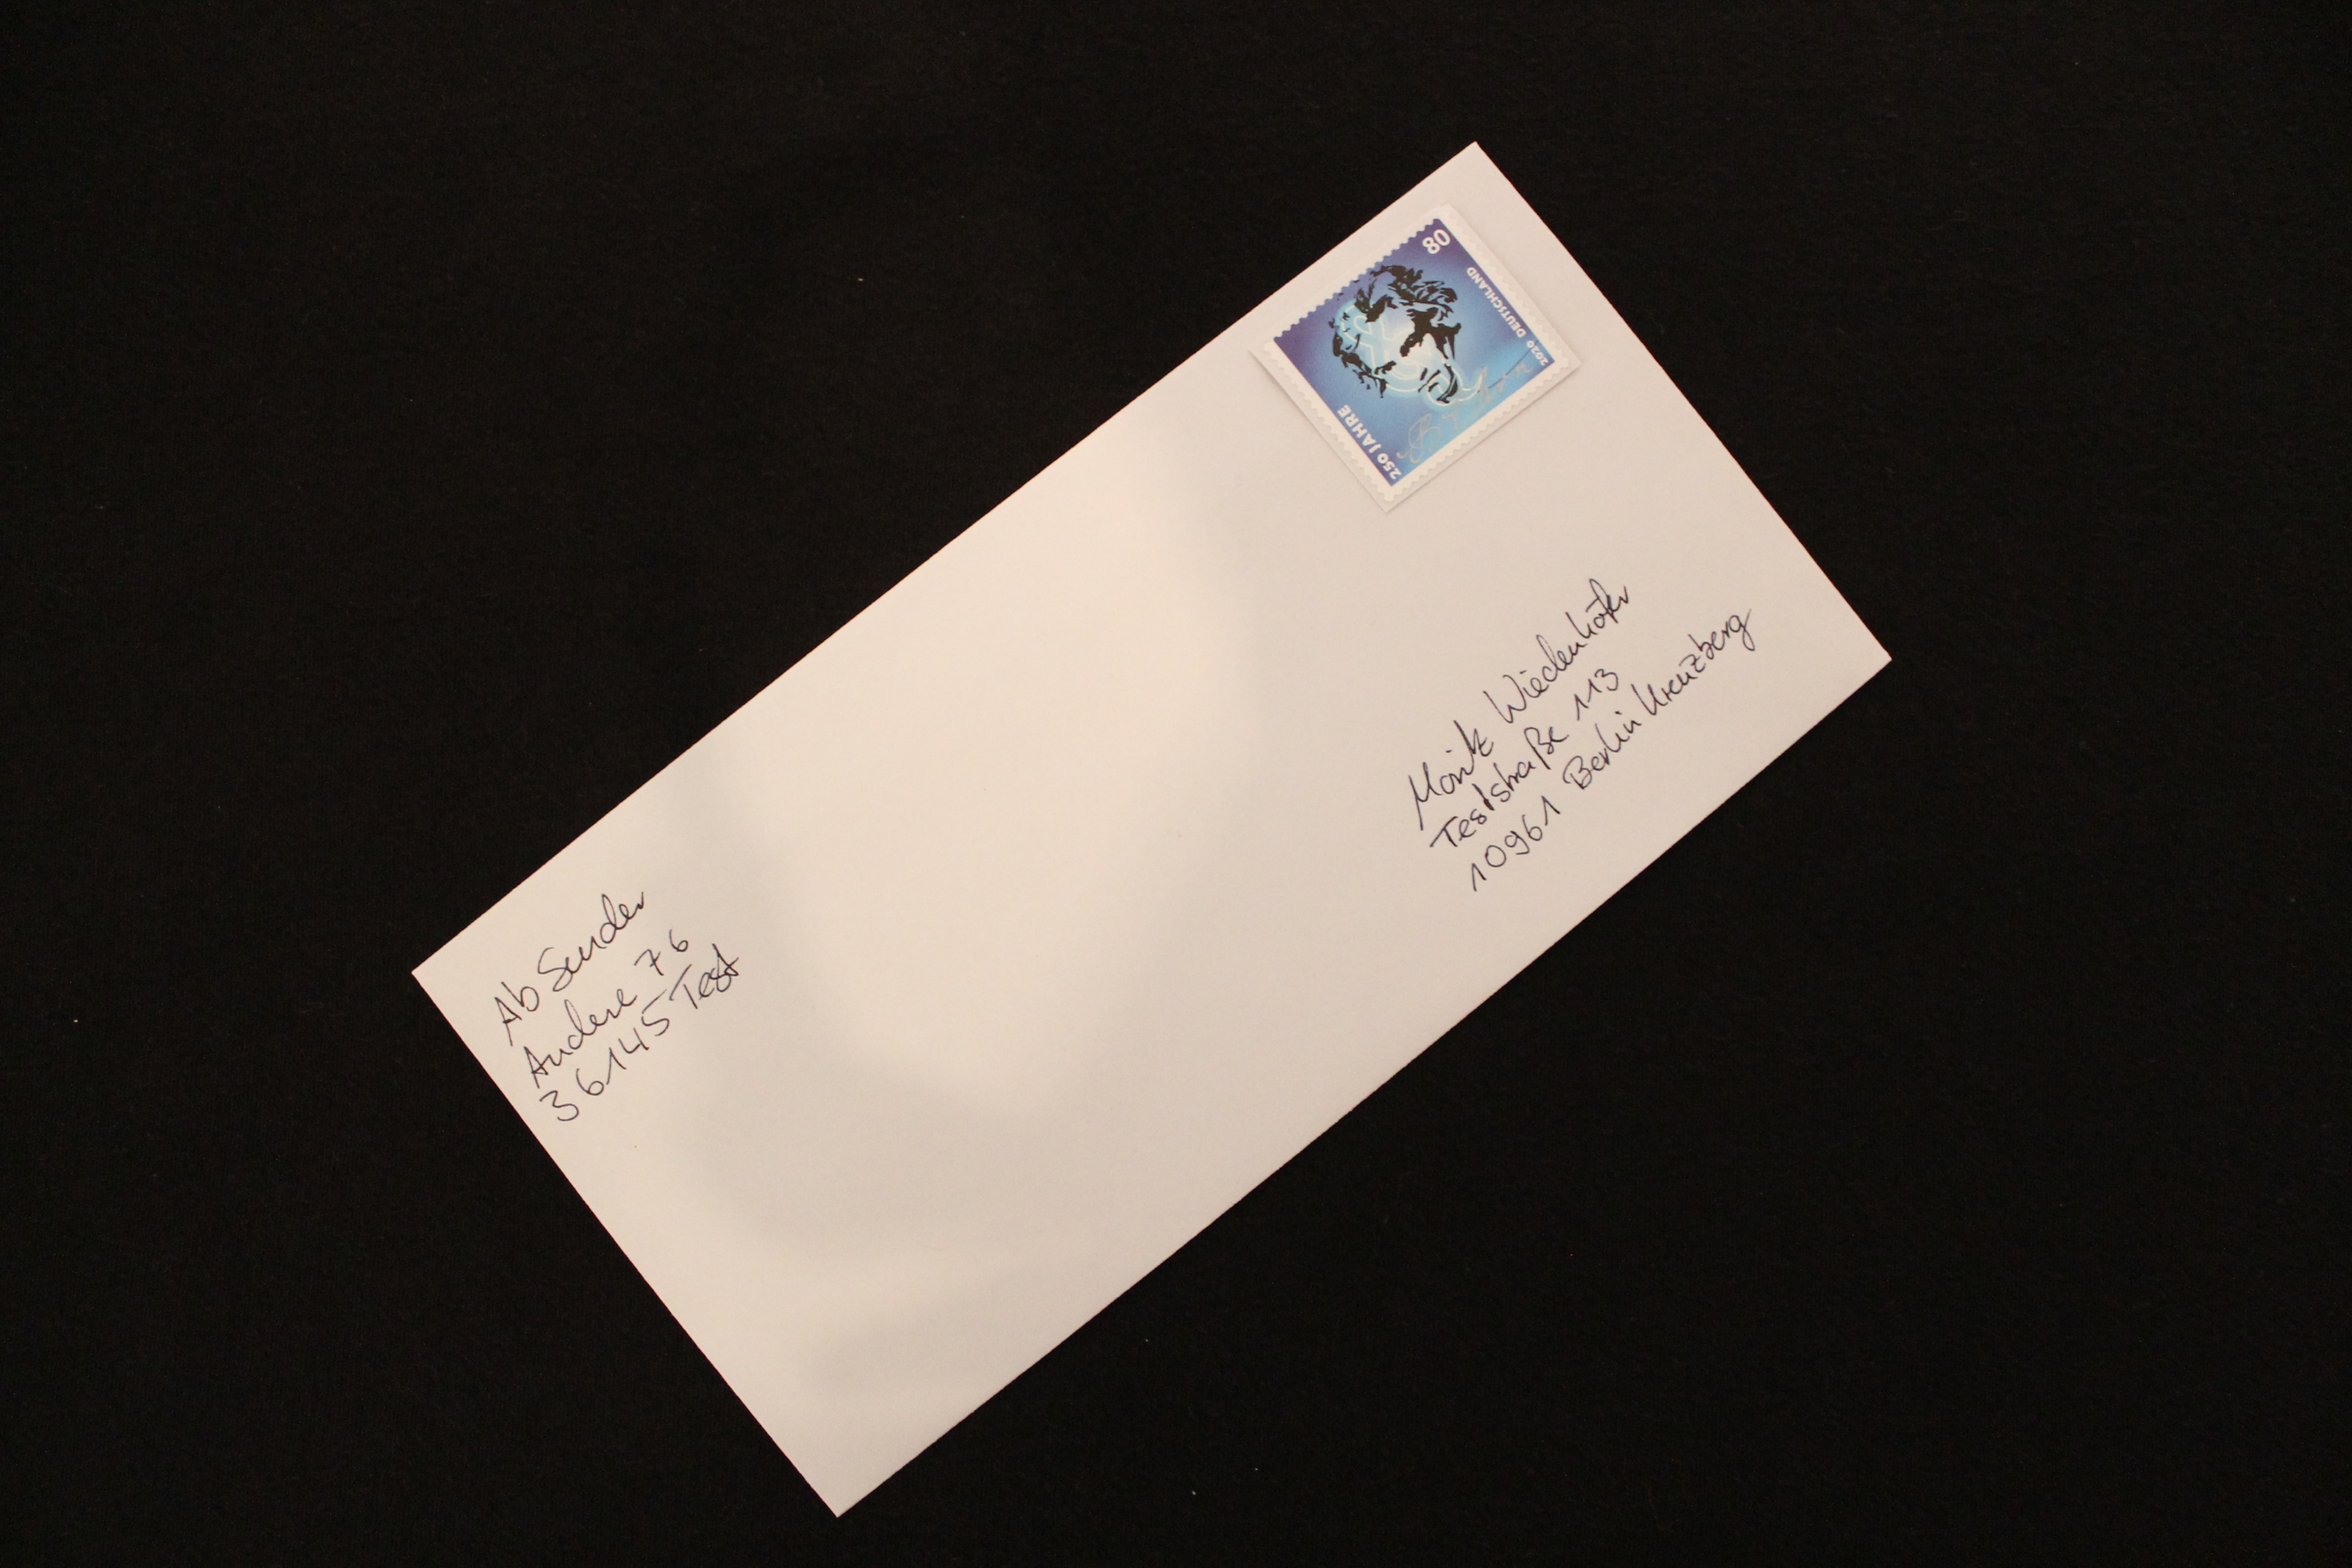 Ab Sender
Andere 76
36145 Test
80
2020 DEUTSCHLAND
250 JAHRE
Moritz Wiedenhöfer
Teststraße 113
10961 Berlin Kreuzberg